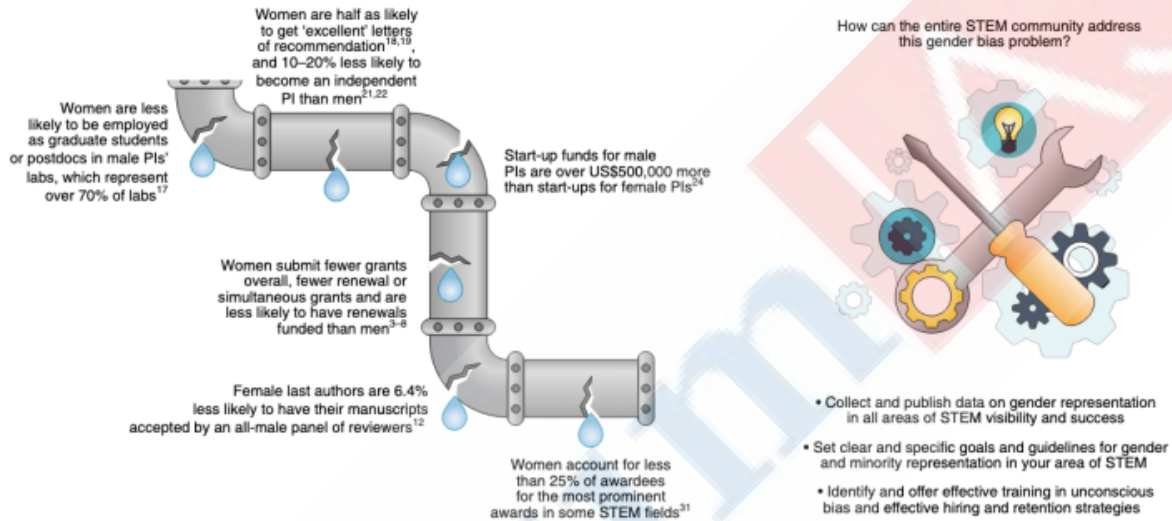 Women are half as likely
to get ‘excellent’ letters
of recommendation18,19,
and 10–20% less likely to
become an independent
PI than men21,22
Women are less
likely to be employed
as graduate students
or postdocs in male PIs’
labs, which represent
over 70% of labs17
Start-up funds for male
PIs are over US$500,000 more
than start-ups for female PIs24
Women submit fewer grants
overall, fewer renewal or
simultaneous grants and are
less likely to have renewals
funded than men3–8
Female last authors are 6.4%
less likely to have their manuscripts
accepted by an all-male panel of reviewers12
Women account for less
than 25% of awardees
for the most prominent
awards in some STEM fields31
How can the entire STEM community address
this gender bias problem?
• Collect and publish data on gender representation
in all areas of STEM visibility and success
• Set clear and specific goals and guidelines for gender
and minority representation in your area of STEM
• Identify and offer effective training in unconscious
bias and effective hiring and retention strategies